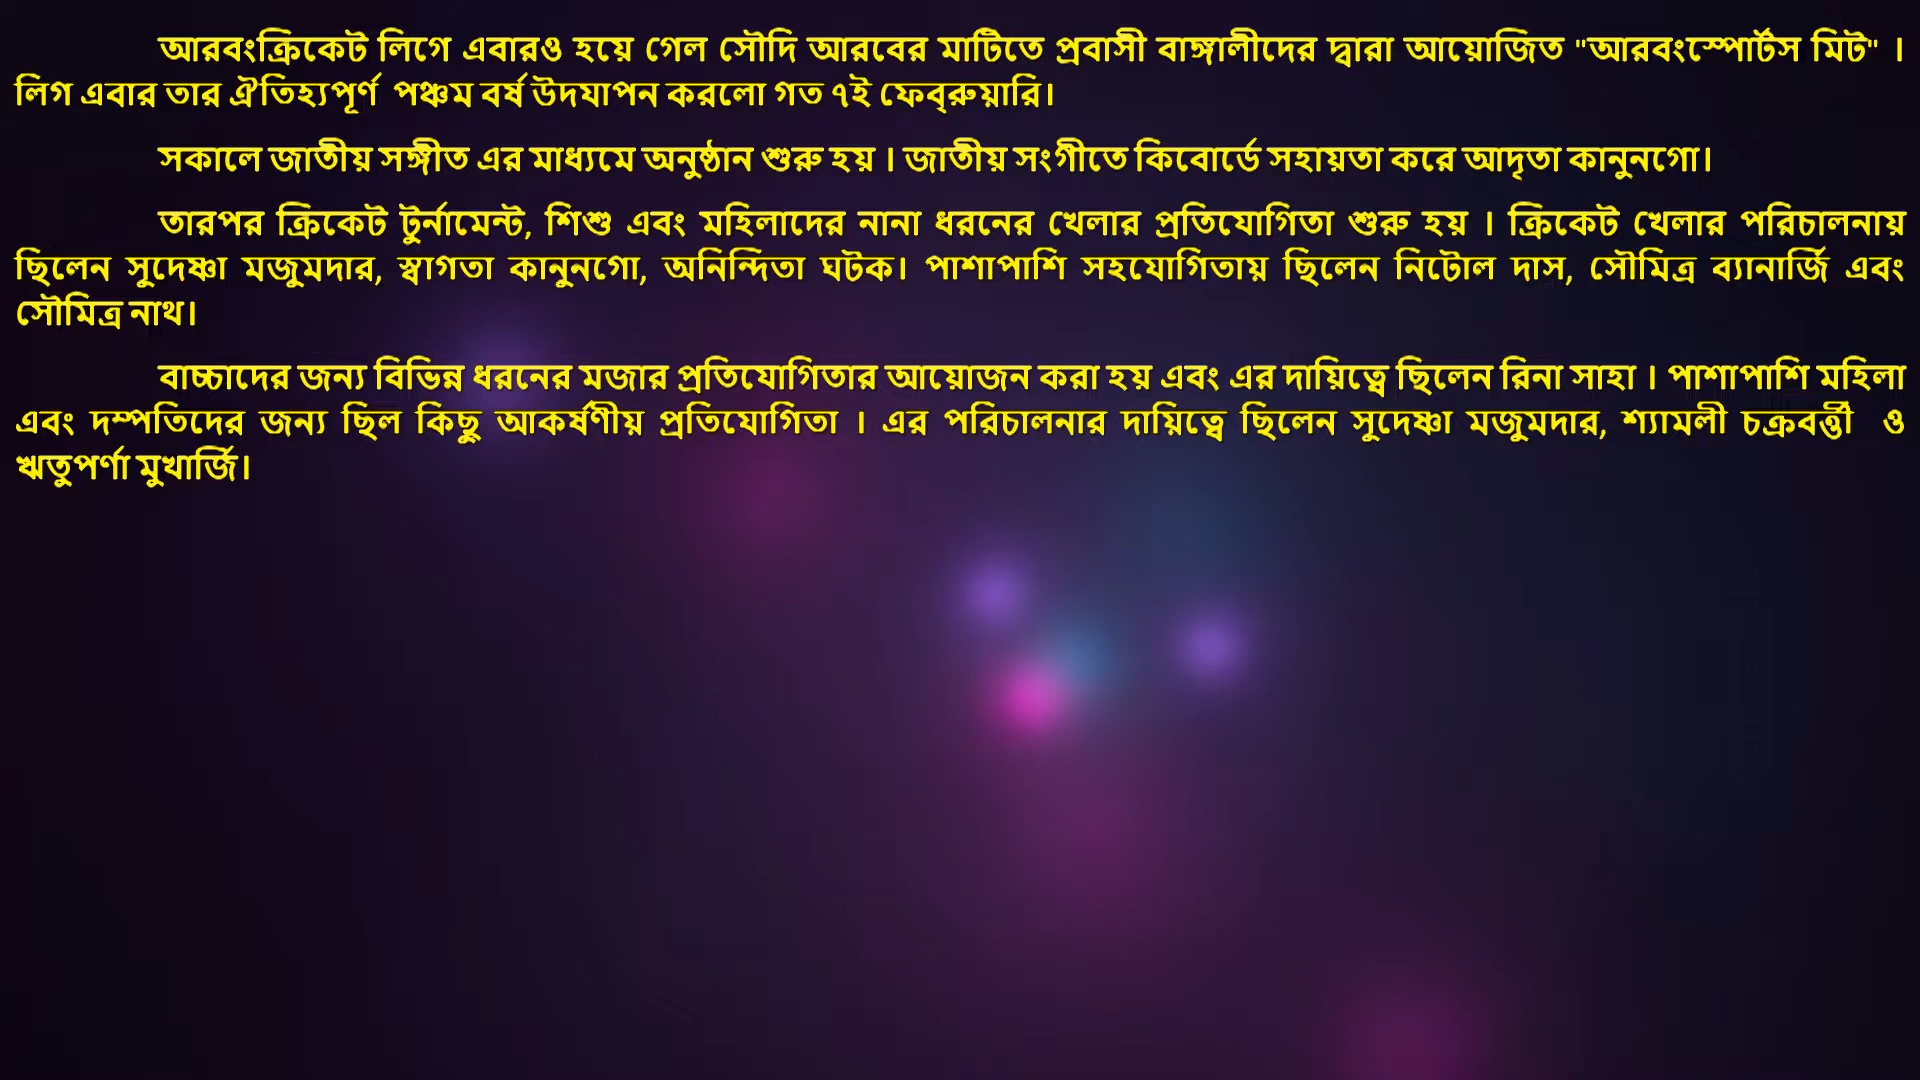 আরবংক্রিকেট লিগে এবারও হয়ে গেল সৌদি আরবের মাটিতে প্রবাসী বাঙ্গালীদের দ্বারা আয়োজিত "আরবংস্পোর্টস মিট" ।
লিগ এবার তার ঐতিহ্যপূর্ণ পঞ্চম বর্ষ উদযাপন করলো গত ৭ই ফেব্রুয়ারি।
সকালে জাতীয় সঙ্গীত এর মাধ্যমে অনুষ্ঠান শুরু হয় । জাতীয় সংগীতে কিবোর্ডে সহায়তা করে আদৃতা কানুনগো।
তারপর ক্রিকেট টুর্নামেন্ট, শিশু এবং মহিলাদের নানা ধরনের খেলার প্রতিযোগিতা শুরু হয় । ক্রিকেট খেলার পরিচালনায়
ছিলেন সুদেষ্ণা মজুমদার, স্বাগতা কানুনগো, অনিন্দিতা ঘটক। পাশাপাশি সহযোগিতায় ছিলেন নিটোল দাস, সৌমিত্র ব্যানার্জি এবং
সৌমিত্র নাথ।
বাচ্চাদের জন্য বিভিন্ন ধরনের মজার প্রতিযোগিতার আয়োজন করা হয় এবং এর দায়িত্বে ছিলেন রিনা সাহা । পাশাপাশি মহিলা
এবং দম্পতিদের জন্য ছিল কিছু আকর্ষণীয় প্রতিযোগিতা । এর পরিচালনার দায়িত্বে ছিলেন সুদেষ্ণা মজুমদার, শ্যামলী চক্রবর্ত্তী ও
ঋতুপর্ণা মুখার্জি।